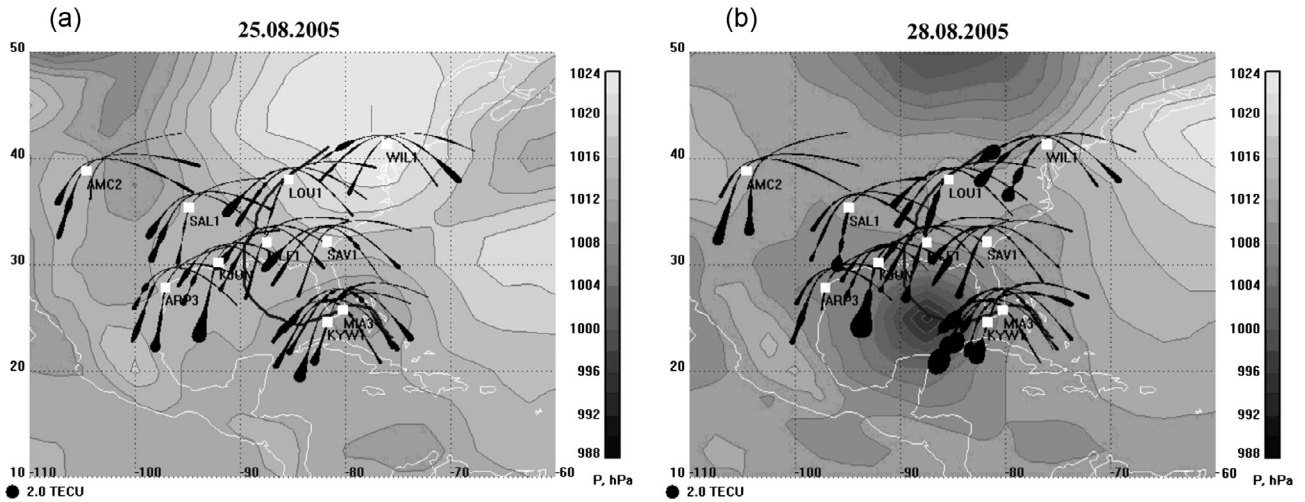 (a)
25.08.2005
50
40
30
20
10 -110 -100 -90 -80 -70 -60
AMC2
WIL1
LOU1
SAL1
SAV1
KJUN
ARP3
MIA3
KYW1
1024
1020
1016
1012
1008
1004
1000
996
992
988
P, hPa
2.0 TECU
(b)
28.08.2005
50
40
30
20
10 -110 -100 -90 -80 -70 -60
AMC2
WIL1
LOU1
SAL1
SAV1
KJUN
ARP3
MIA3
KYW1
1024
1020
1016
1012
1008
1004
1000
996
992
988
P, hPa
2.0 TECU